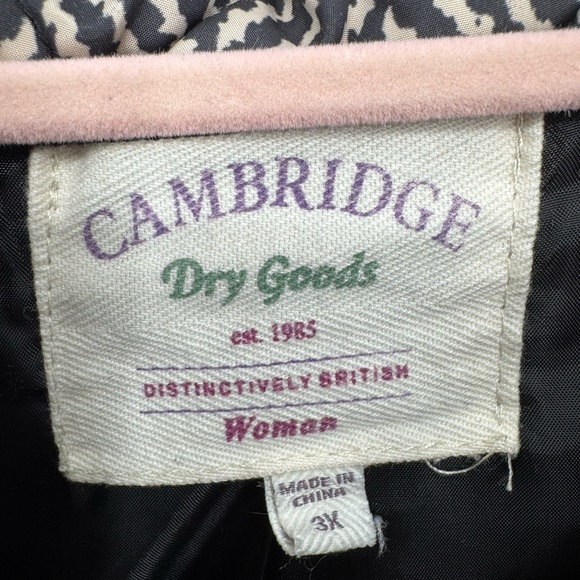 CAMBRIDGE
Dry Goods
est. 1985
DISTINCTIVELY BRITISH
Woman
MADE IN
CHINA
3X